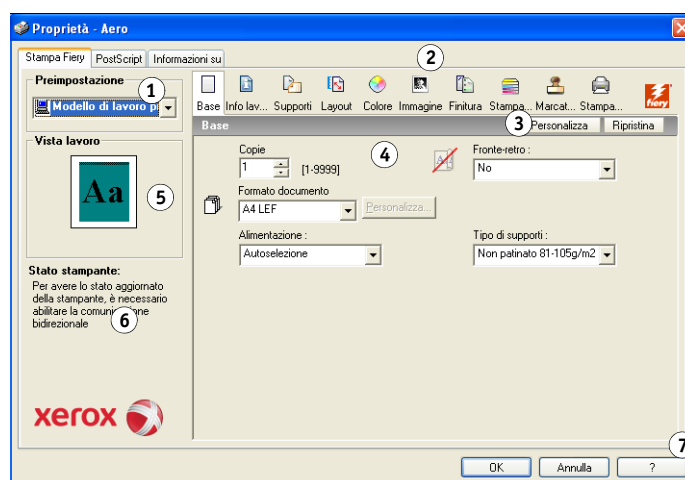 Proprietà - Aero
Stampa Fiery PostScript Informazioni su
2
Preimpostazione
1
Modello di lavoro
Base Info lav... Supporti Layout Colore Immagine Finitura Stampa... Marcat... Stampa...
fiery
Base 3 Personalizza Ripristina
Vista lavoro
Aa
5
Copie
1 [1-9999]
4
Fronte-retro :
No
Formato documento
A4 LEF Personalizza...
Alimentazione :
Autoselezione
Tipo di supporti :
Non patinato 81-105g/m2
Stato stampante:
Per avere lo stato aggiornato
della stampante, è necessario
abilitare la comunicazione
bidirezionale
6
xerox
7
OK Annulla ?